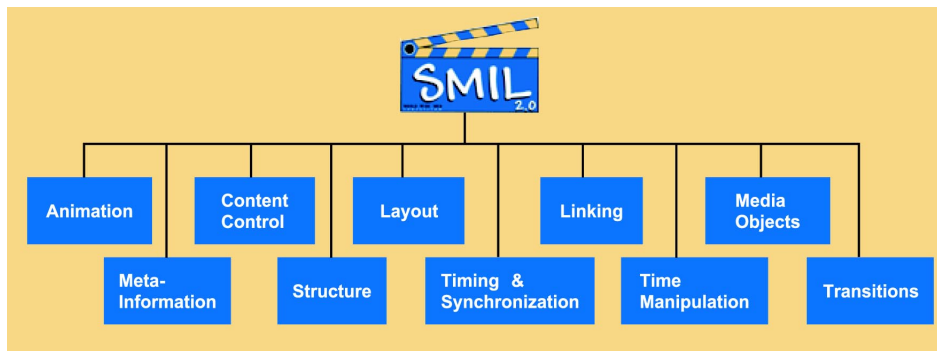 SMIL
2.0
Animation
Content
Control
Layout
Linking
Media
Objects
Meta-
Information
Structure
Timing &
Synchronization
Time
Manipulation
Transitions